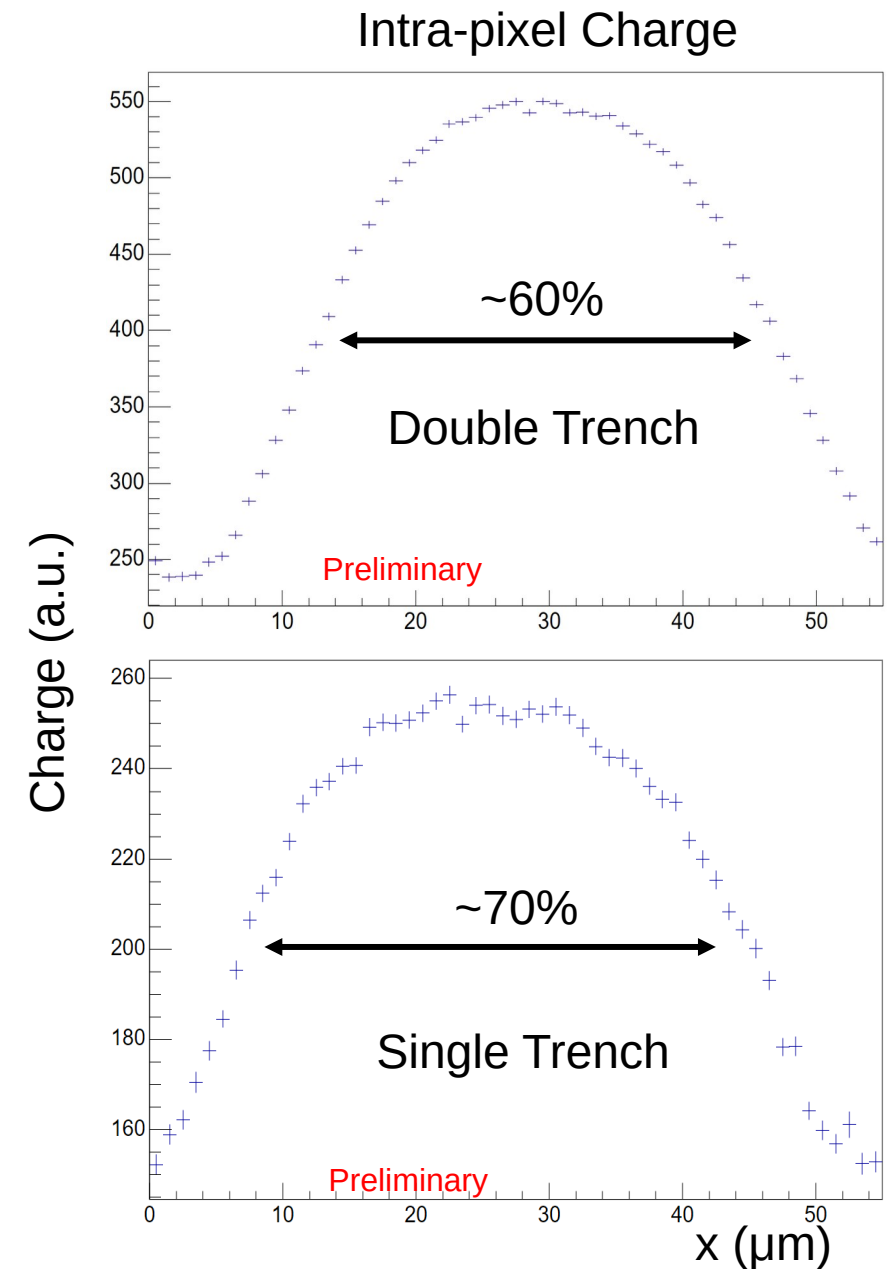 Intra-pixel Charge
550
500
450
400
350
300
250
~60%
Double Trench
Preliminary
0 10 20 30 40 50
Charge (a.u.)
260
240
220
200
180
160
~70%
Single Trench
Preliminary
0 10 20 30 40 50
x (μm)